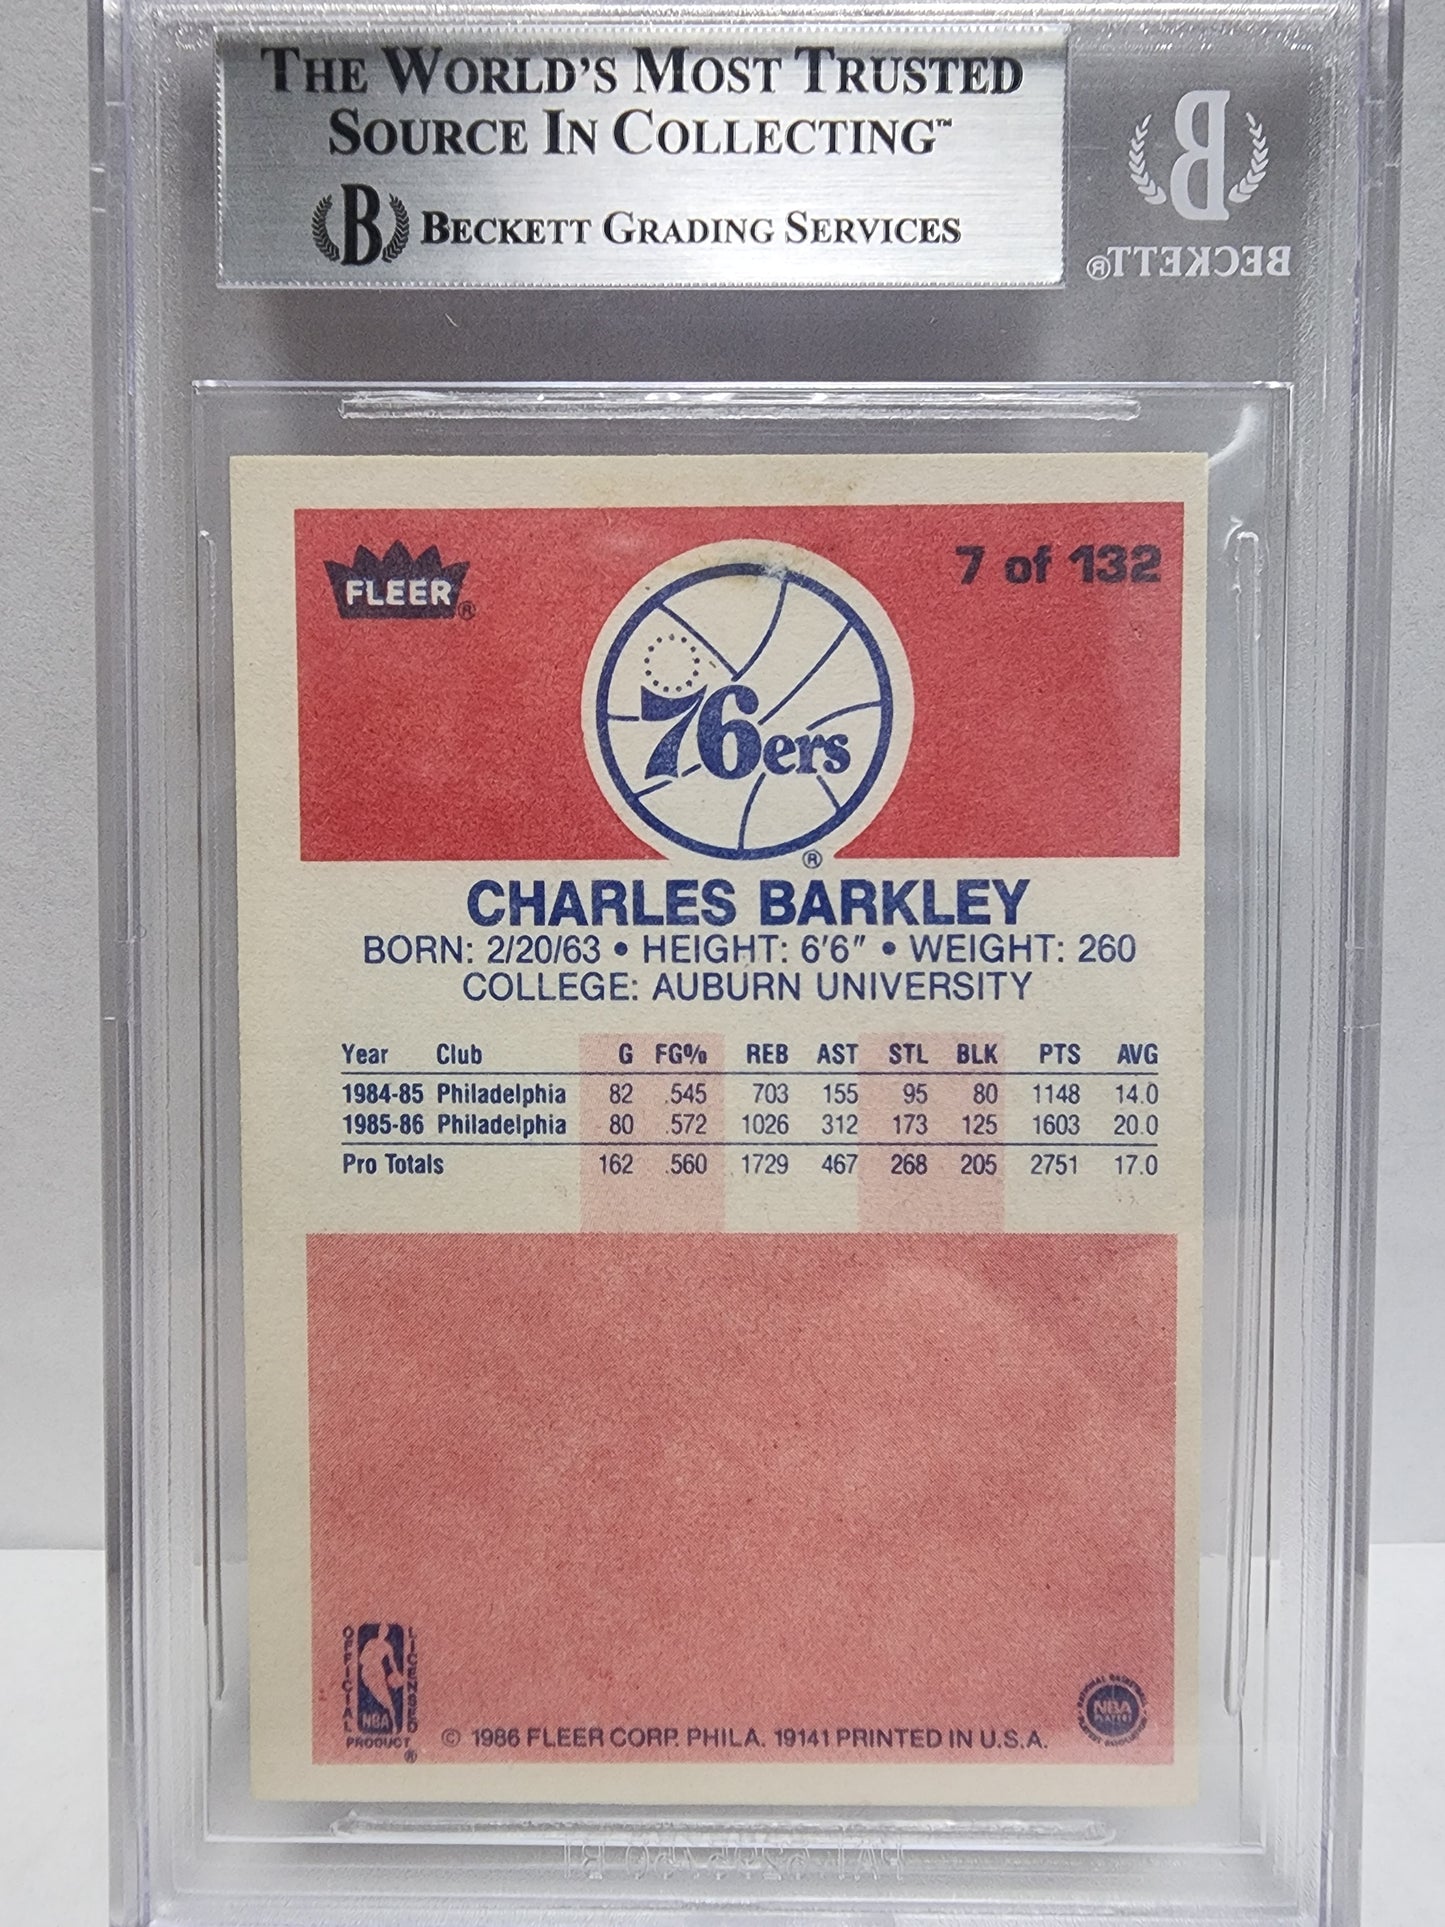 THE WORLD'S MOST TRUSTED
SOURCE IN COLLECTING™
B BECKETT GRADING SERVICES
B
BECKETT®
FLEER®
7 of 132
76ers
®
CHARLES BARKLEY
BORN: 2/20/63 • HEIGHT: 6'6" • WEIGHT: 260
COLLEGE: AUBURN UNIVERSITY
Year Club G FG% REB AST STL BLK PTS AVG
1984-85 Philadelphia 82 .545 703 155 95 80 1148 14.0
1985-86 Philadelphia 80 .572 1026 312 173 125 1603 20.0
Pro Totals 162 .560 1729 467 268 205 2751 17.0
OFFICIAL LICENSED
NBA
PRODUCT ®
© 1986 FLEER CORP. PHILA. 19141 PRINTED IN U.S.A.
NBA
PLAYERS